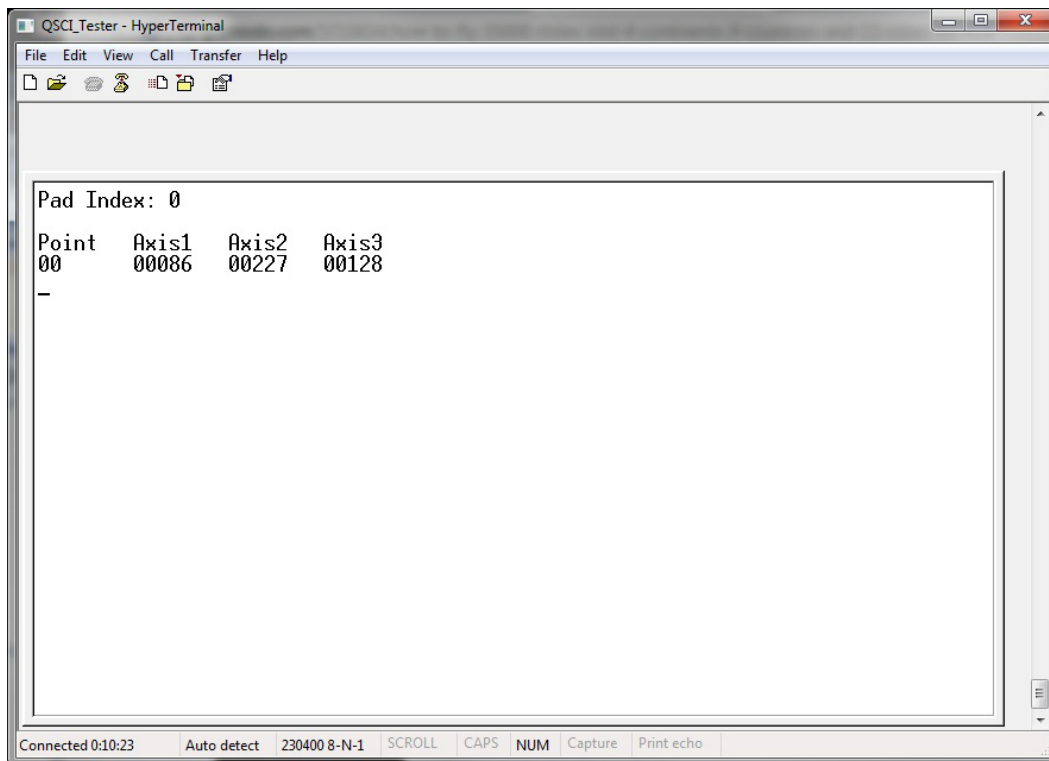 QSCI_Tester - HyperTerminal
File Edit View Call Transfer Help
Pad Index: 0
Point Axis1 Axis2 Axis3
00 00086 00227 00128
_
Connected 0:10:23 Auto detect 230400 8-N-1 SCROLL CAPS NUM Capture Print echo